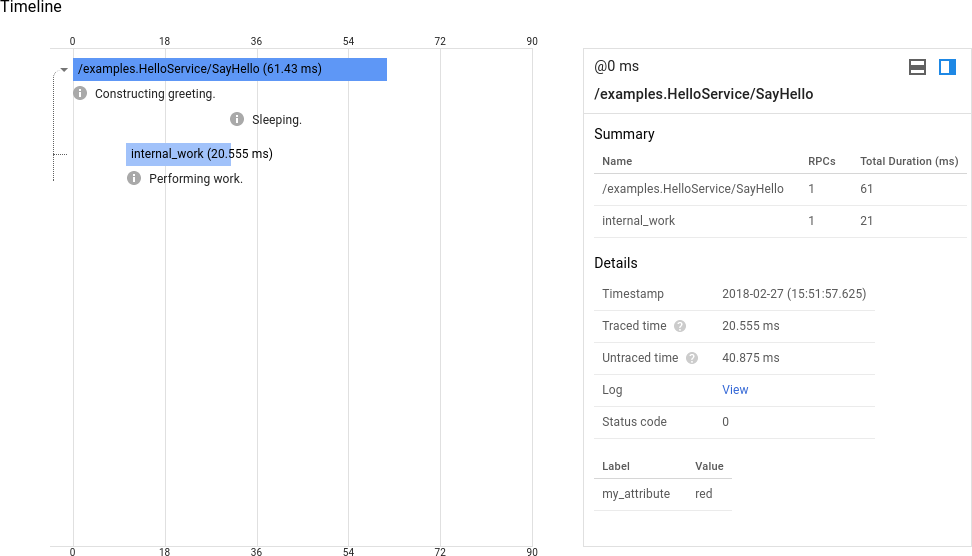 Timeline
0 18 36 54 72 90
/examples.HelloService/SayHello (61.43 ms)
Constructing greeting.
Sleeping.
internal_work (20.555 ms)
Performing work.
0 18 36 54 72 90
@0 ms
/examples.HelloService/SayHello
Summary
Name RPCs Total Duration (ms)
/examples.HelloService/SayHello 1 61
internal_work 1 21
Details
Timestamp 2018-02-27 (15:51:57.625)
Traced time ? 20.555 ms
Untraced time ? 40.875 ms
Log View
Status code 0
Label Value
my_attribute red